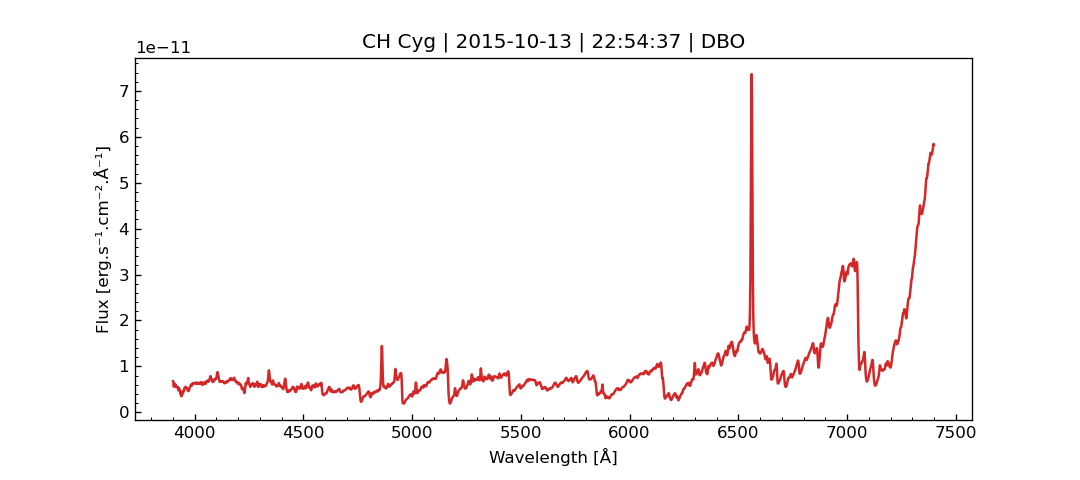 CH Cyg | 2015-10-13 | 22:54:37 | DBO
1e−11
7
6
5
4
3
2
1
0
Flux [erg.s⁻¹.cm⁻².Å⁻¹]
4000 4500 5000 5500 6000 6500 7000 7500
Wavelength [Å]